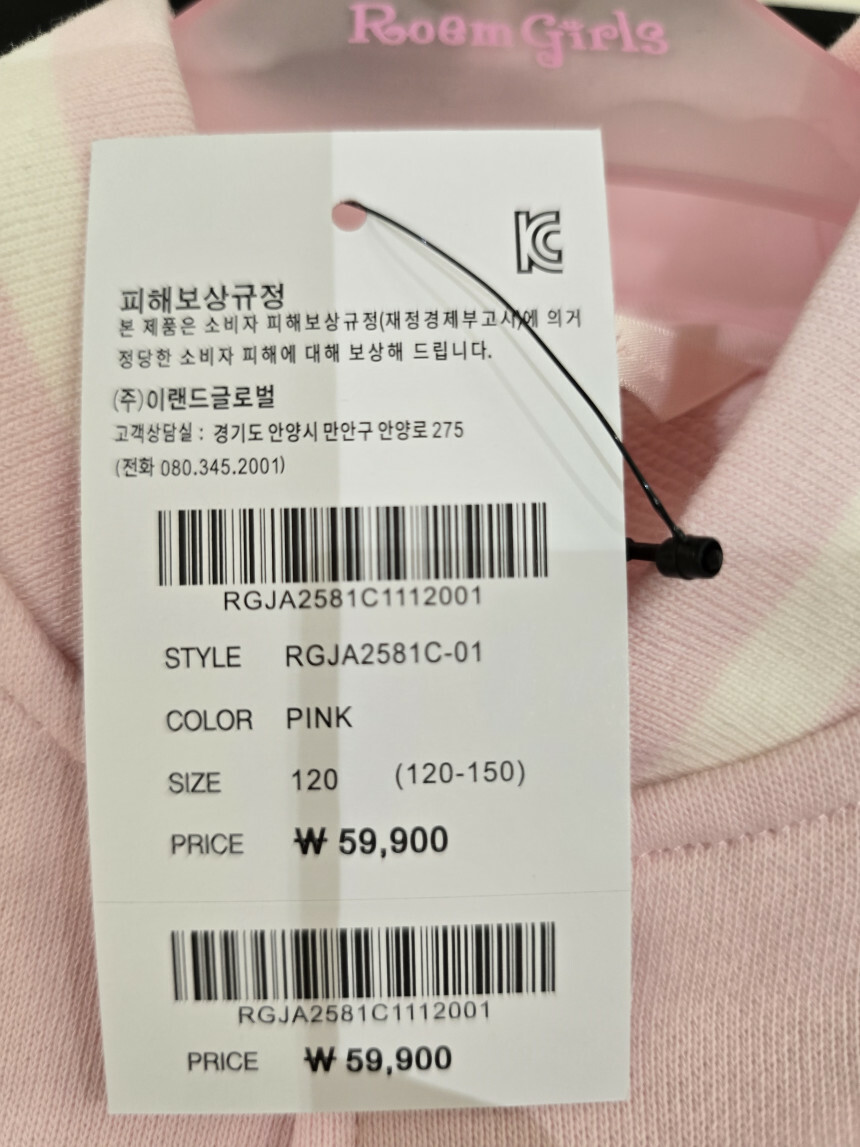 Roem Girls
KC
피해보상규정
본 제품은 소비자 피해보상규정(재정경제부고시)에 의거
정당한 소비자 피해에 대해 보상해 드립니다.
(주)이랜드글로벌
고객상담실 : 경기도 안양시 만안구 안양로 275
(전화 080.345.2001)
RGJA2581C1112001
STYLE RGJA2581C-01
COLOR PINK
SIZE 120 (120-150)
PRICE ₩ 59,900
RGJA2581C1112001
PRICE ₩ 59,900